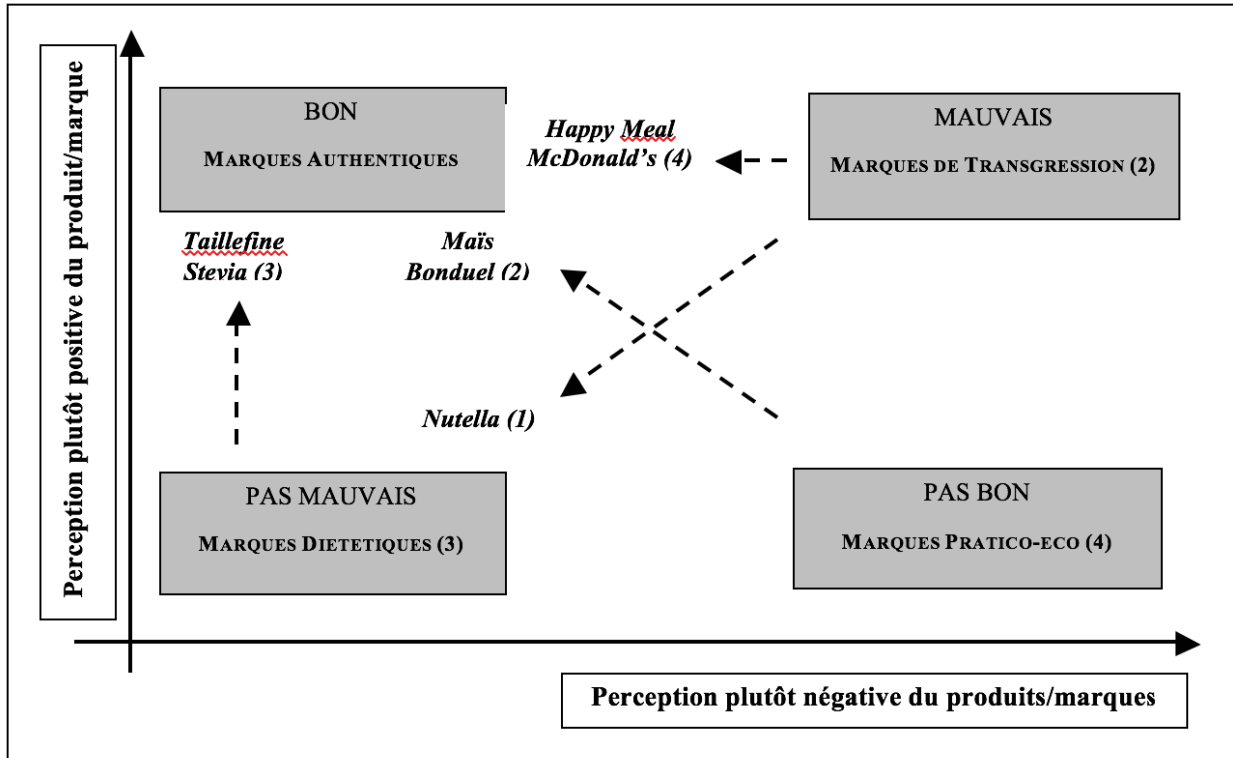 Perception plutôt positive du produit/marque
BON
MARQUES AUTHENTIQUES
Happy Meal
McDonald's (4)
MAUVAIS
MARQUES DE TRANSGRESSION (2)
Taillefine
Stevia (3)
Maïs
Bonduel (2)
Nutella (1)
PAS MAUVAIS
MARQUES DIETETIQUES (3)
PAS BON
MARQUES PRATICO-ECO (4)
Perception plutôt négative du produits/marques